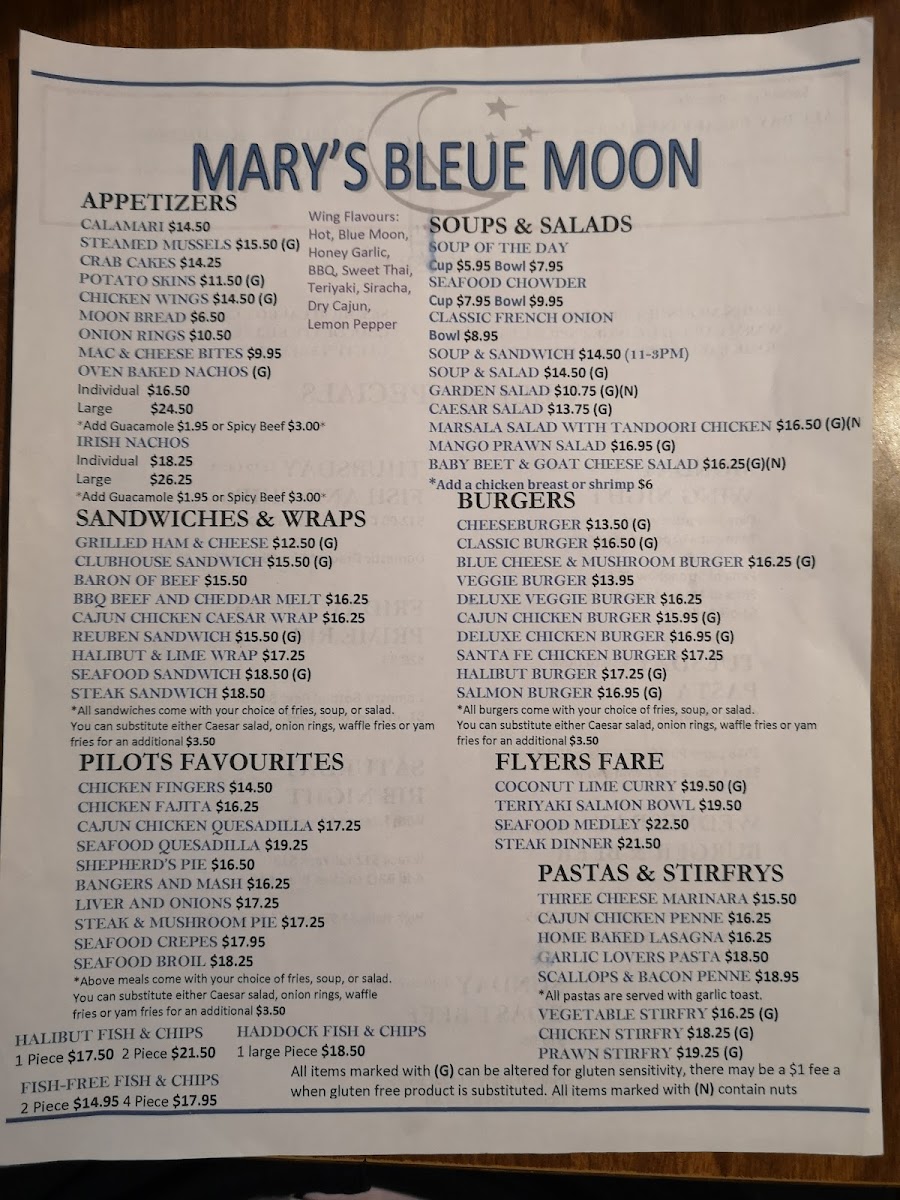 MARY'S BLEUE MOON
APPETIZERS
CALAMARI $14.50
STEAMED MUSSELS $15.50 (G)
CRAB CAKES $14.25
POTATO SKINS $11.50 (G)
CHICKEN WINGS $14.50 (G)
MOON BREAD $6.50
ONION RINGS $10.50
MAC & CHEESE BITES $9.95
OVEN BAKED NACHOS (G)
Individual $16.50
Large $24.50
*Add Guacamole $1.95 or Spicy Beef $3.00*
IRISH NACHOS
Individual $18.25
Large $26.25
*Add Guacamole $1.95 or Spicy Beef $3.00*
Wing Flavours:
Hot, Blue Moon,
Honey Garlic,
BBQ, Sweet Thai,
Teriyaki, Siracha,
Dry Cajun,
Lemon Pepper
SOUPS & SALADS
SOUP OF THE DAY
Cup $5.95 Bowl $7.95
SEAFOOD CHOWDER
Cup $7.95 Bowl $9.95
CLASSIC FRENCH ONION
Bowl $8.95
SOUP & SANDWICH $14.50 (11-3PM)
SOUP & SALAD $14.50 (G)
GARDEN SALAD $10.75 (G)(N)
CAESAR SALAD $13.75 (G)
MARSALA SALAD WITH TANDOORI CHICKEN $16.50 (G)(N
MANGO PRAWN SALAD $16.95 (G)
BABY BEET & GOAT CHEESE SALAD $16.25(G)(N)
*Add a chicken breast or shrimp $6
SANDWICHES & WRAPS
GRILLED HAM & CHEESE $12.50 (G)
CLUBHOUSE SANDWICH $15.50 (G)
BARON OF BEEF $15.50
BBQ BEEF AND CHEDDAR MELT $16.25
CAJUN CHICKEN CAESAR WRAP $16.25
REUBEN SANDWICH $15.50 (G)
HALIBUT & LIME WRAP $17.25
SEAFOOD SANDWICH $18.50 (G)
STEAK SANDWICH $18.50
*All sandwiches come with your choice of fries, soup, or salad.
You can substitute either Caesar salad, onion rings, waffle fries or yam
fries for an additional $3.50
BURGERS
CHEESEBURGER $13.50 (G)
CLASSIC BURGER $16.50 (G)
BLUE CHEESE & MUSHROOM BURGER $16.25 (G)
VEGGIE BURGER $13.95
DELUXE VEGGIE BURGER $16.25
CAJUN CHICKEN BURGER $15.95 (G)
DELUXE CHICKEN BURGER $16.95 (G)
SANTA FE CHICKEN BURGER $17.25
HALIBUT BURGER $17.25 (G)
SALMON BURGER $16.95 (G)
*All burgers come with your choice of fries, soup, or salad.
You can substitute either Caesar salad, onion rings, waffle fries or yam
fries for an additional $3.50
PILOTS FAVOURITES
CHICKEN FINGERS $14.50
CHICKEN FAJITA $16.25
CAJUN CHICKEN QUESADILLA $17.25
SEAFOOD QUESADILLA $19.25
SHEPHERD'S PIE $16.50
BANGERS AND MASH $16.25
LIVER AND ONIONS $17.25
STEAK & MUSHROOM PIE $17.25
SEAFOOD CREPES $17.95
SEAFOOD BROIL $18.25
*Above meals come with your choice of fries, soup, or salad.
You can substitute either Caesar salad, onion rings, waffle
fries or yam fries for an additional $3.50
FLYERS FARE
COCONUT LIME CURRY $19.50 (G)
TERIYAKI SALMON BOWL $19.50
SEAFOOD MEDLEY $22.50
STEAK DINNER $21.50
PASTAS & STIRFRYS
THREE CHEESE MARINARA $15.50
CAJUN CHICKEN PENNE $16.25
HOME BAKED LASAGNA $16.25
GARLIC LOVERS PASTA $18.50
SCALLOPS & BACON PENNE $18.95
*All pastas are served with garlic toast.
VEGETABLE STIRFRY $16.25 (G)
CHICKEN STIRFRY $18.25 (G)
PRAWN STIRFRY $19.25 (G)
HALIBUT FISH & CHIPS
1 Piece $17.50 2 Piece $21.50
HADDOCK FISH & CHIPS
1 large Piece $18.50
FISH-FREE FISH & CHIPS
2 Piece $14.95 4 Piece $17.95
All items marked with (G) can be altered for gluten sensitivity, there may be a $1 fee a
when gluten free product is substituted. All items marked with (N) contain nuts